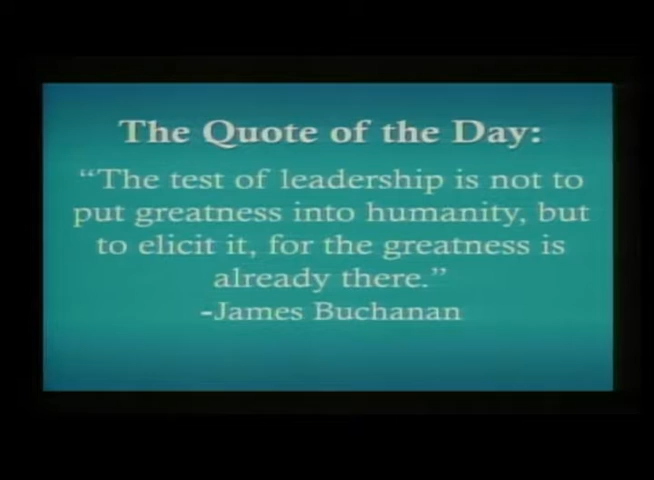 The Quote of the Day:
“The test of leadership is not to
put greatness into humanity, but
to elicit it, for the greatness is
already there.”
-James Buchanan